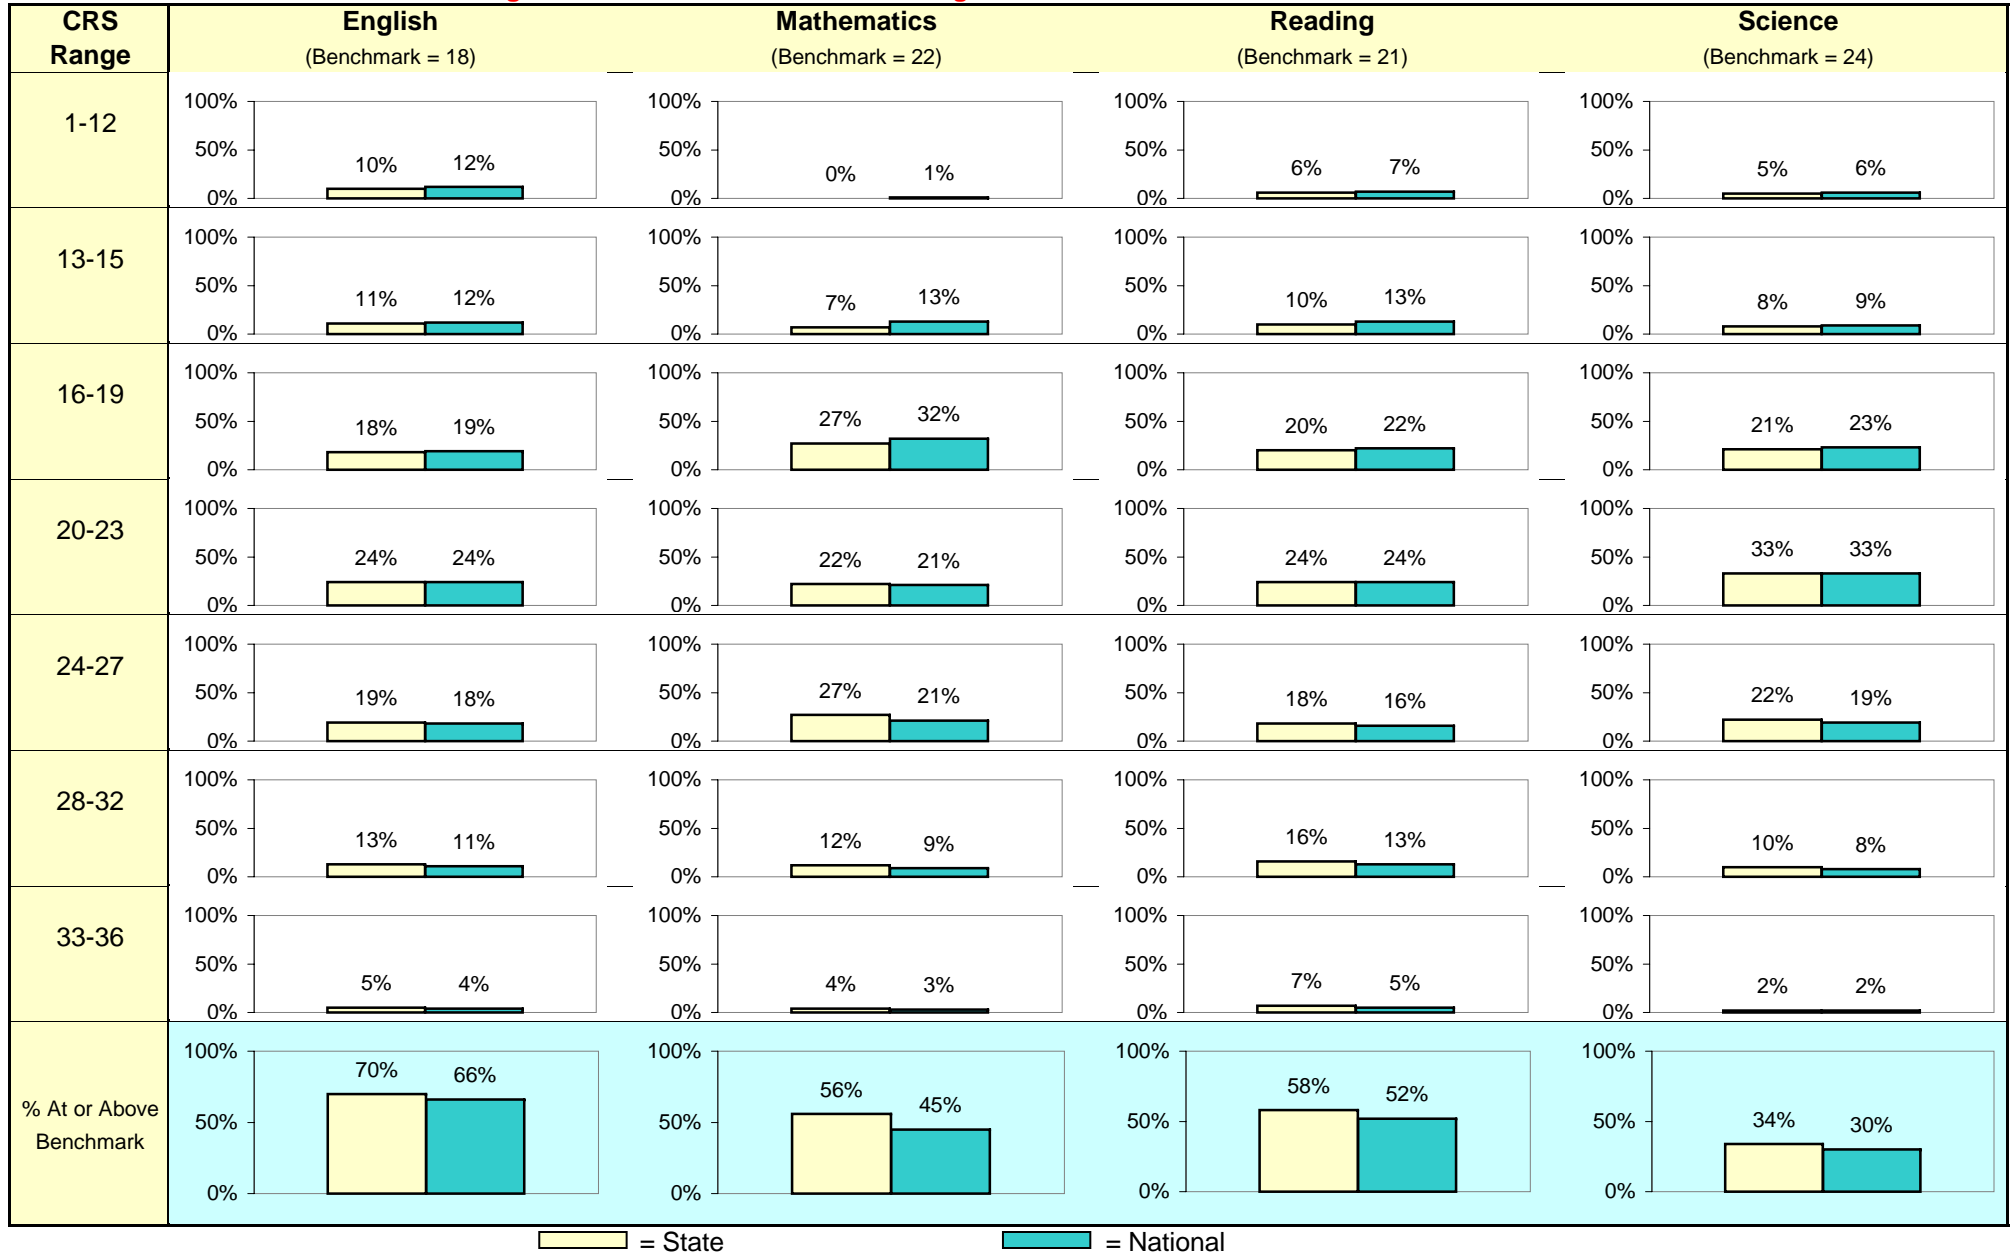 CRS Range English Mathematics Reading Science
(Benchmark = 18) (Benchmark = 22) (Benchmark = 21) (Benchmark = 24)
1-12
100% 100% 100% 100%
50% 10% 12% 50% 0% 1% 50% 6% 7% 50% 5% 6%
0% 0% 0% 0%
13-15
100% 100% 100% 100%
50% 11% 12% 50% 7% 13% 50% 10% 13% 50% 8% 9%
0% 0% 0% 0%
16-19
100% 100% 100% 100%
50% 18% 19% 50% 27% 32% 50% 20% 22% 50% 21% 23%
0% 0% 0% 0%
20-23
100% 100% 100% 100%
50% 24% 24% 50% 22% 21% 50% 24% 24% 50% 33% 33%
0% 0% 0% 0%
24-27
100% 100% 100% 100%
50% 19% 18% 50% 27% 21% 50% 18% 16% 50% 22% 19%
0% 0% 0% 0%
28-32
100% 100% 100% 100%
50% 13% 11% 50% 12% 9% 50% 16% 13% 50% 10% 8%
0% 0% 0% 0%
33-36
100% 100% 100% 100%
50% 5% 4% 50% 4% 3% 50% 7% 5% 50% 2% 2%
0% 0% 0% 0%
% At or Above
Benchmark
100% 100% 100% 100%
70% 66% 56% 45% 58% 52% 34% 30%
50% 50% 50% 50%
0% 0% 0% 0%
= State = National